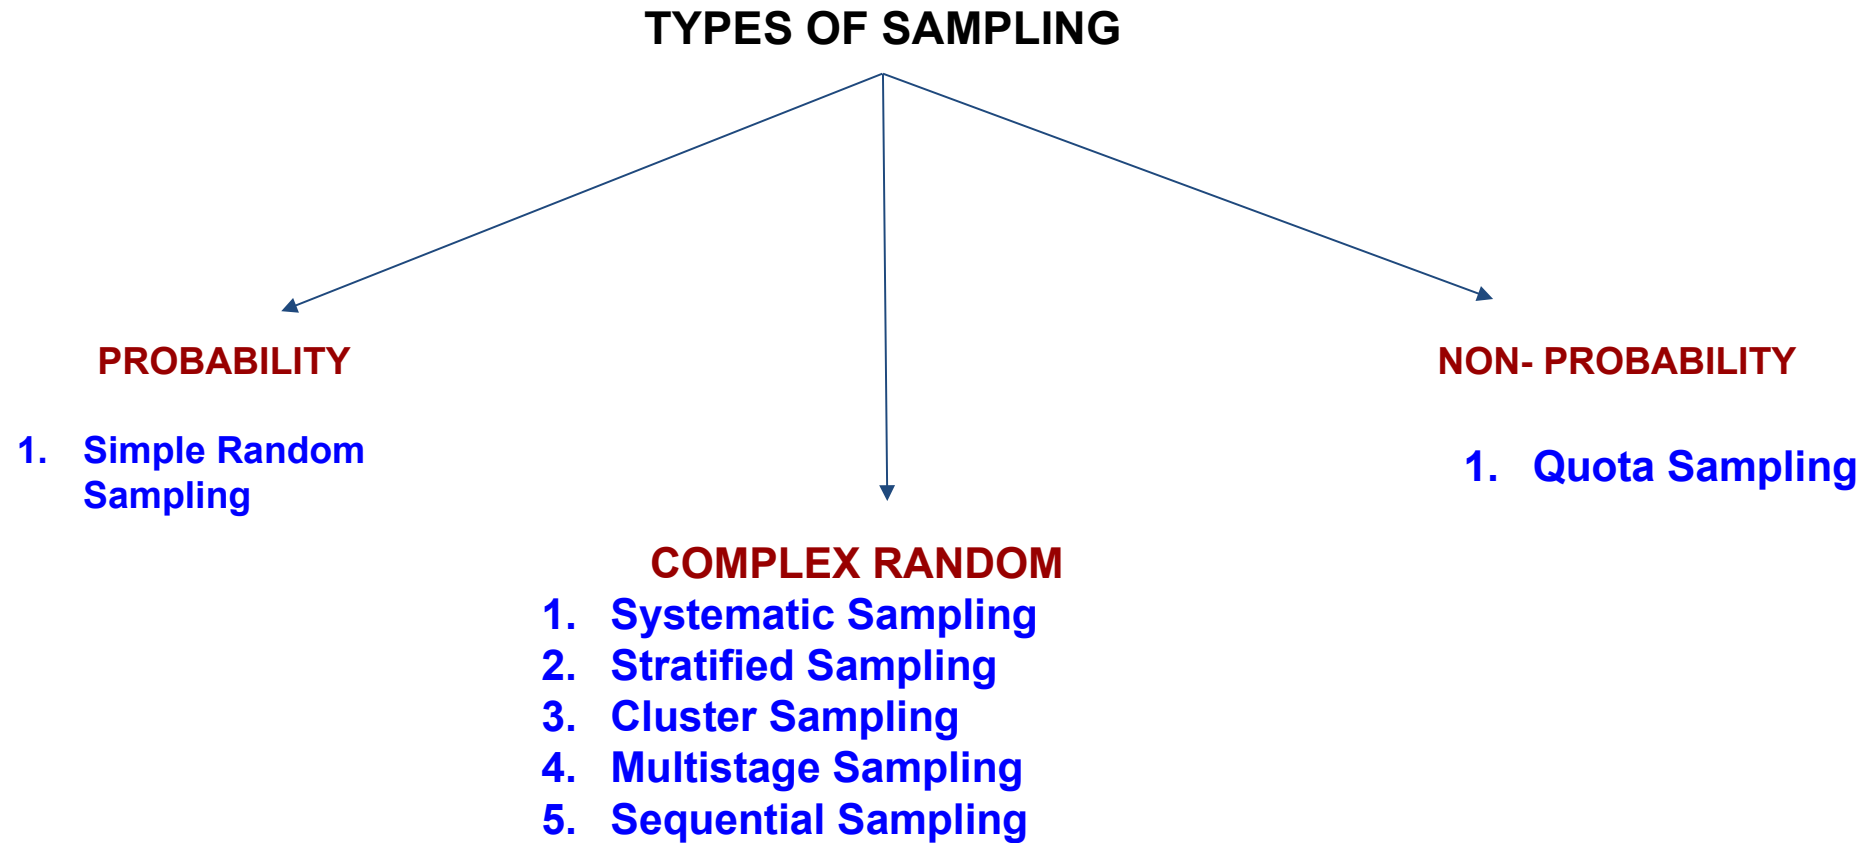 TYPES OF SAMPLING
PROBABILITY
1. Simple Random
Sampling
COMPLEX RANDOM
1. Systematic Sampling
2. Stratified Sampling
3. Cluster Sampling
4. Multistage Sampling
5. Sequential Sampling
NON- PROBABILITY
1. Quota Sampling